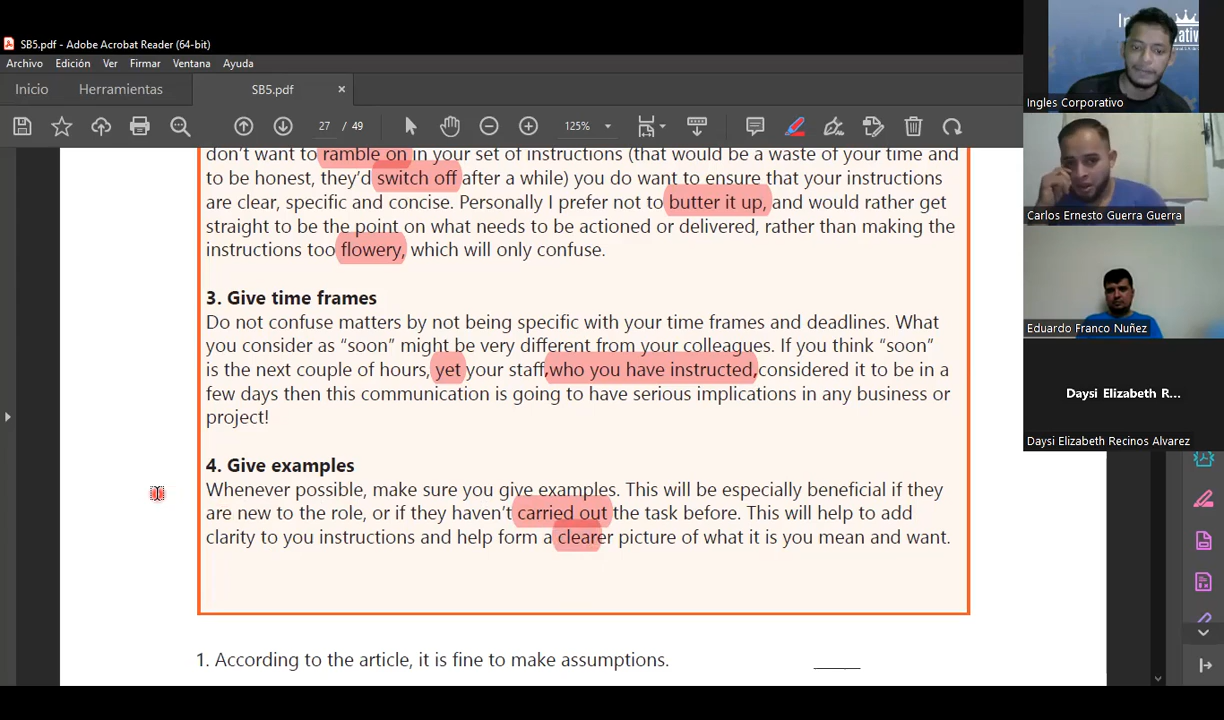 SB5.pdf - Adobe Acrobat Reader (64-bit)
Archivo Edición Ver Firmar Ventana Ayuda
Inicio Herramientas SB5.pdf
27 / 49 125%
don't want to ramble on in your set of instructions (that would be a waste of your time and
to be honest, they'd switch off after a while) you do want to ensure that your instructions
are clear, specific and concise. Personally I prefer not to butter it up, and would rather get
straight to be the point on what needs to be actioned or delivered, rather than making the
instructions too flowery, which will only confuse.
3. Give time frames
Do not confuse matters by not being specific with your time frames and deadlines. What
you consider as “soon” might be very different from your colleagues. If you think “soon”
is the next couple of hours, yet your staff,who you have instructed,considered it to be in a
few days then this communication is going to have serious implications in any business or
project!
4. Give examples
Whenever possible, make sure you give examples. This will be especially beneficial if they
are new to the role, or if they haven't carried out the task before. This will help to add
clarity to you instructions and help form a clearer picture of what it is you mean and want.
1. According to the article, it is fine to make assumptions.
Ingles Corporativo
Carlos Ernesto Guerra Guerra
Eduardo Franco Nuñez
Daysi Elizabeth R...
Daysi Elizabeth Recinos Alvarez